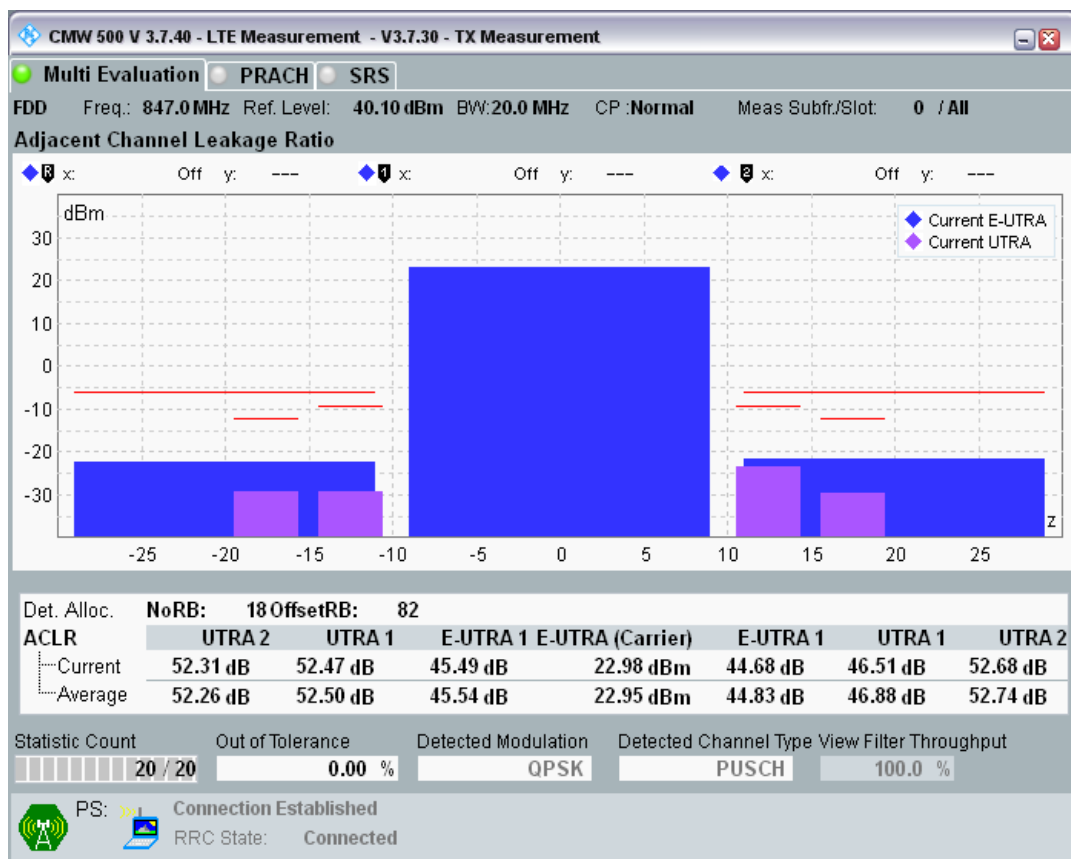 CMW 500 V 3.7.40 - LTE Measurement - V3.7.30 - TX Measurement
Multi Evaluation PRACH SRS
FDD Freq.: 847.0 MHz Ref. Level: 40.10 dBm BW:20.0 MHz CP :Normal Meas Subfr./Slot: 0 / All
Adjacent Channel Leakage Ratio
R x: Off y: --- 1 x: Off y: --- 2 x: Off y: ---
dBm
Current E-UTRA
Current UTRA
30
20
10
0
-10
-20
-30
z
-25 -20 -15 -10 -5 0 5 10 15 20 25
Det. Alloc. NoRB: 18 OffsetRB: 82
ACLR UTRA 2 UTRA 1 E-UTRA 1 E-UTRA (Carrier) E-UTRA 1 UTRA 1 UTRA 2
Current 52.31 dB 52.47 dB 45.49 dB 22.98 dBm 44.68 dB 46.51 dB 52.68 dB
Average 52.26 dB 52.50 dB 45.54 dB 22.95 dBm 44.83 dB 46.88 dB 52.74 dB
Statistic Count Out of Tolerance Detected Modulation Detected Channel Type View Filter Throughput
20 / 20 0.00 % QPSK PUSCH 100.0 %
PS: Connection Established
RRC State: Connected